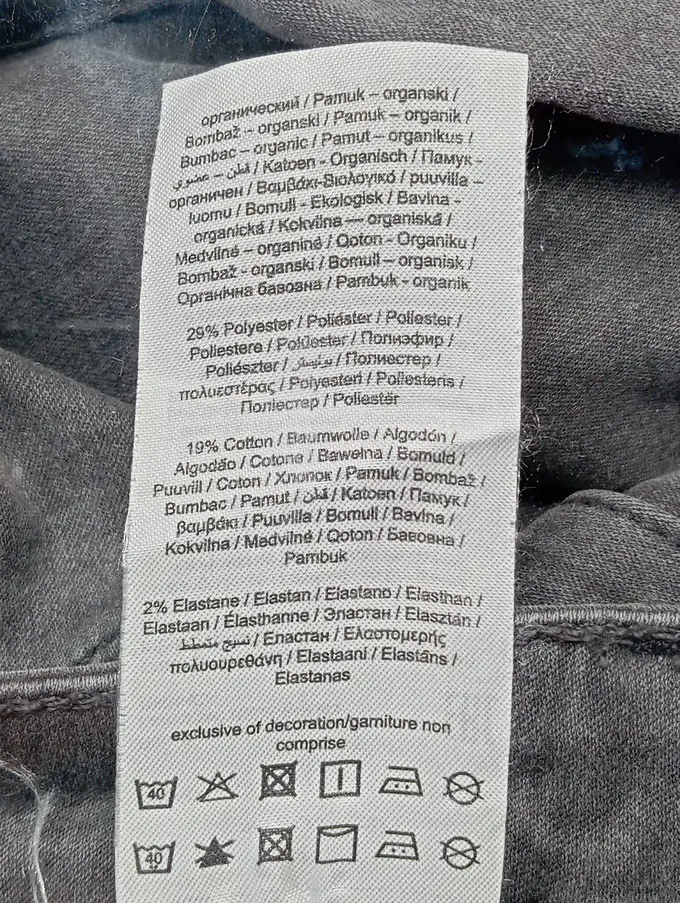 органический / Pamuk – organski /
Bombaž – organski / Pamuk – organik /
Bumbac – organic / Pamut – organikus /
قطن – عضوي / Katoen - Organisch / Памук -
органичен / Βαμβάκι-Βιολογικό / puuvilla –
luomu / Bomull - Ekologisk / Bavlna -
organická / Kokvilna — organiskā /
Medvilnė – organinė / Qoton - Organiku /
Bombaž - organski / Bomull – organisk /
Органічна бавовна / Pambuk - organik
29% Polyester / Poliéster / Poliester /
Poliestere / Poliester / Полиэфир /
Poliészter / بوليستر / Полиестер /
πολυεστέρας / Polyesteri / Poliesteris /
Поліестер / Poliestër
19% Cotton / Baumwolle / Algodón /
Algodão / Cotone / Bawełna / Bomuld /
Puuvill / Coton / Хлопок / Pamuk / Bombaž /
Bumbac / Pamut / قطن / Katoen / Памук /
βαμβάκι / Puuvilla / Bomull / Bavlna /
Kokvilna / Medvilnė / Qoton / Бавовна /
Pambuk
2% Elastane / Elastan / Elastano / Elasthan /
Elastaan / Élasthanne / Эластан / Elasztán /
نسيج متمطط / Еластан / Ελαστομερής
πολυουρεθάνη / Elastaani / Elastāns /
Elastanas
exclusive of decoration/garniture non
comprise
40
40